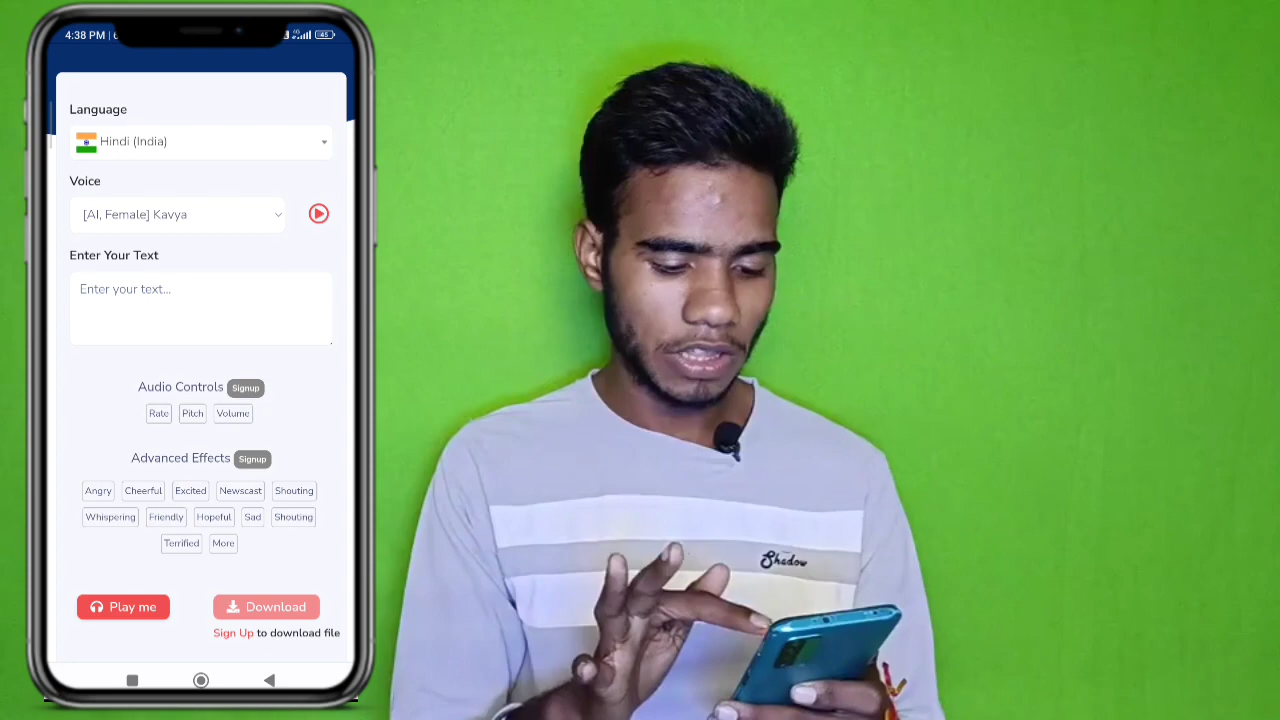 4:38 PM
45
Language
Hindi (India)
Voice
[AI, Female] Kavya
Enter Your Text
Enter your text...
Audio Controls Signup
Rate Pitch Volume
Advanced Effects Signup
Angry Cheerful Excited Newscast Shouting
Whispering Friendly Hopeful Sad Shouting
Terrified More
Play me Download
Sign Up to download file
Shadow